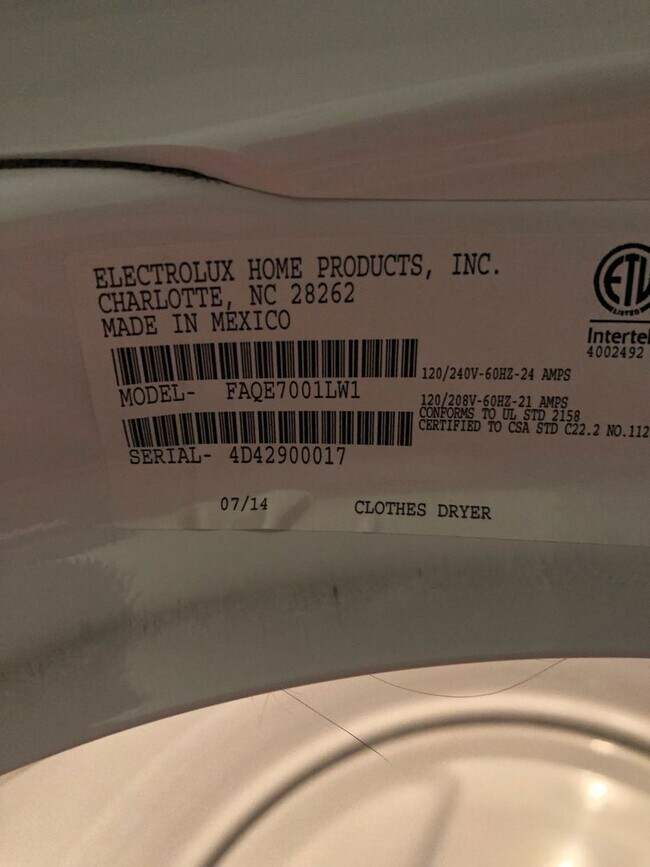 ELECTROLUX HOME PRODUCTS, INC.
CHARLOTTE, NC 28262
MADE IN MEXICO
ETL
LISTED
Intertek
4002492
120/240V-60HZ-24 AMPS
MODEL- FAQE7001LW1
120/208V-60HZ-21 AMPS
CONFORMS TO UL STD 2158
CERTIFIED TO CSA STD C22.2 NO.112
SERIAL- 4D42900017
07/14 CLOTHES DRYER